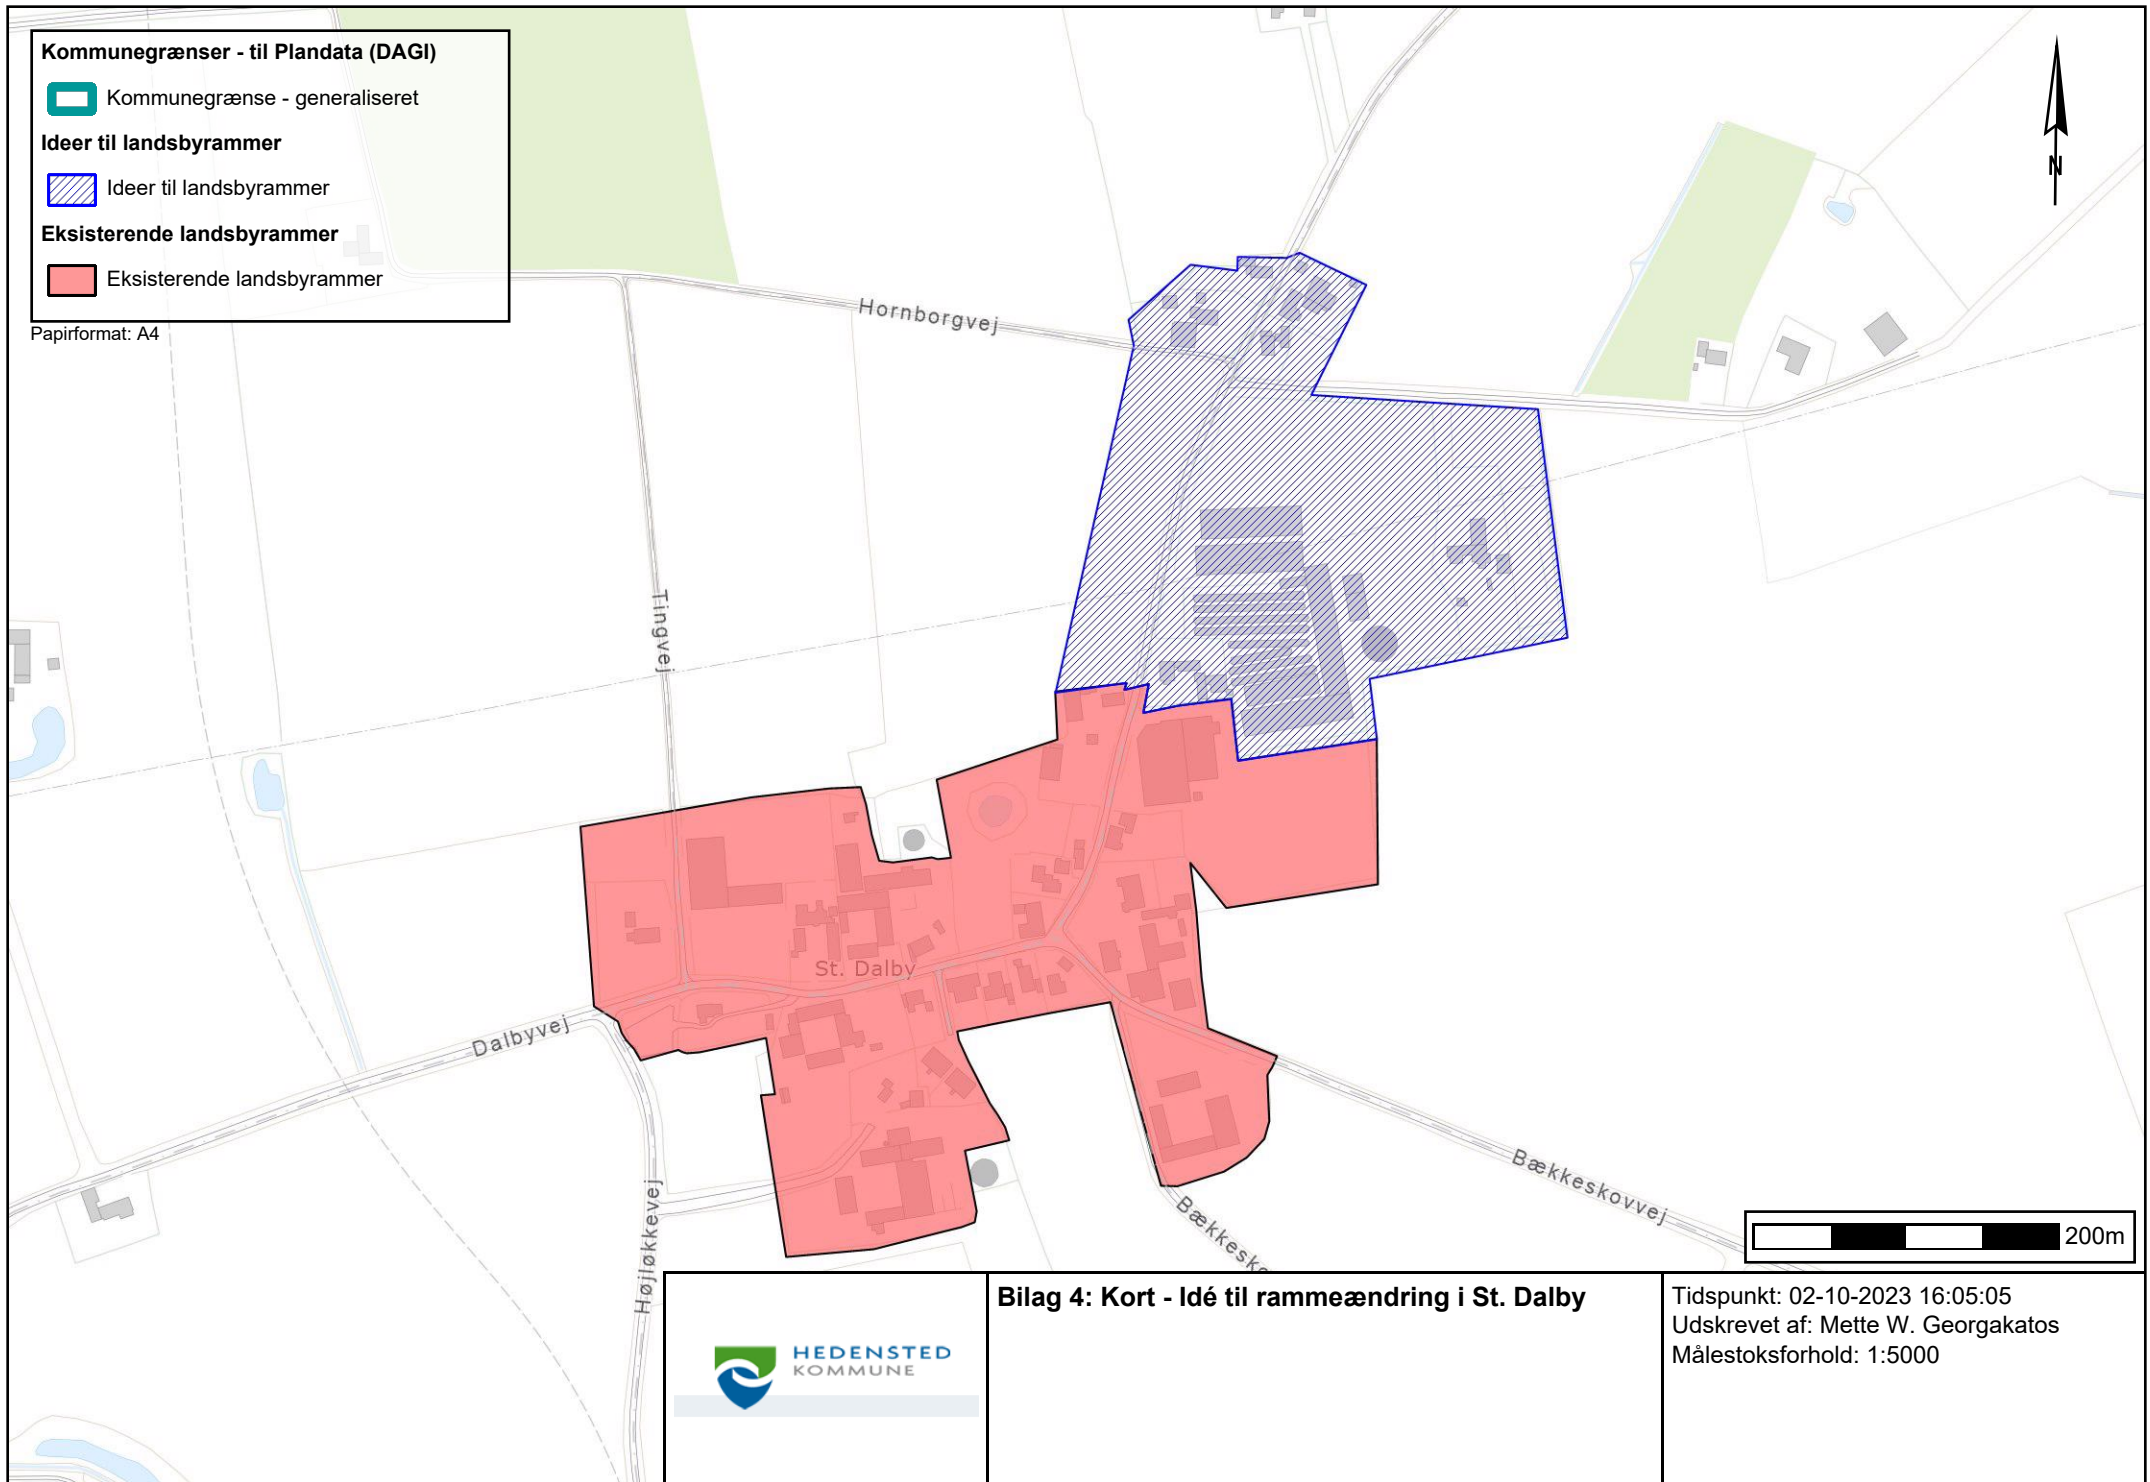 Kommunegrænser - til Plandata (DAGI)
Kommunegrænse - generaliseret
Ideer til landsbyrammer
Ideer til landsbyrammer
Eksisterende landsbyrammer
Eksisterende landsbyrammer
Papirformat: A4
N
Hornborgvej
Tingvej
St. Dalby
Dalbyvej
Højløkkevej
Bækkeskovvej
Bækkesko
200m
HEDENSTED
KOMMUNE
Bilag 4: Kort - Idé til rammeændring i St. Dalby
Tidspunkt: 02-10-2023 16:05:05
Udskrevet af: Mette W. Georgakatos
Målestoksforhold: 1:5000